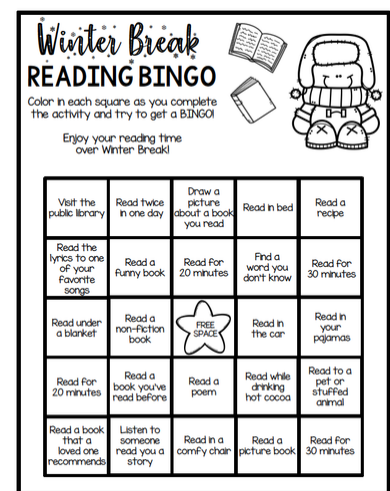 Winter Break
READING BINGO
Color in each square as you complete
the activity and try to get a BINGO!
Enjoy your reading time
over Winter Break!
Visit the
public library
Read twice
in one day
Draw a
picture
about a book
you read
Read in bed
Read a
recipe
Read the
lyrics to one
of your
favorite
songs
Read a
funny book
Read for
20 minutes
Find a
word you
don't know
Read for
30 minutes
Read under
a blanket
Read a
non-fiction
book
FREE
SPACE
Read in
the car
Read in
your
pajamas
Read for
20 minutes
Read a
book you've
read before
Read a
poem
Read while
drinking
hot cocoa
Read to a
pet or
stuffed
animal
Read a book
that a
loved one
recommends
Listen to
someone
read you a
story
Read in a
comfy chair
Read a
picture book
Read for
30 minutes